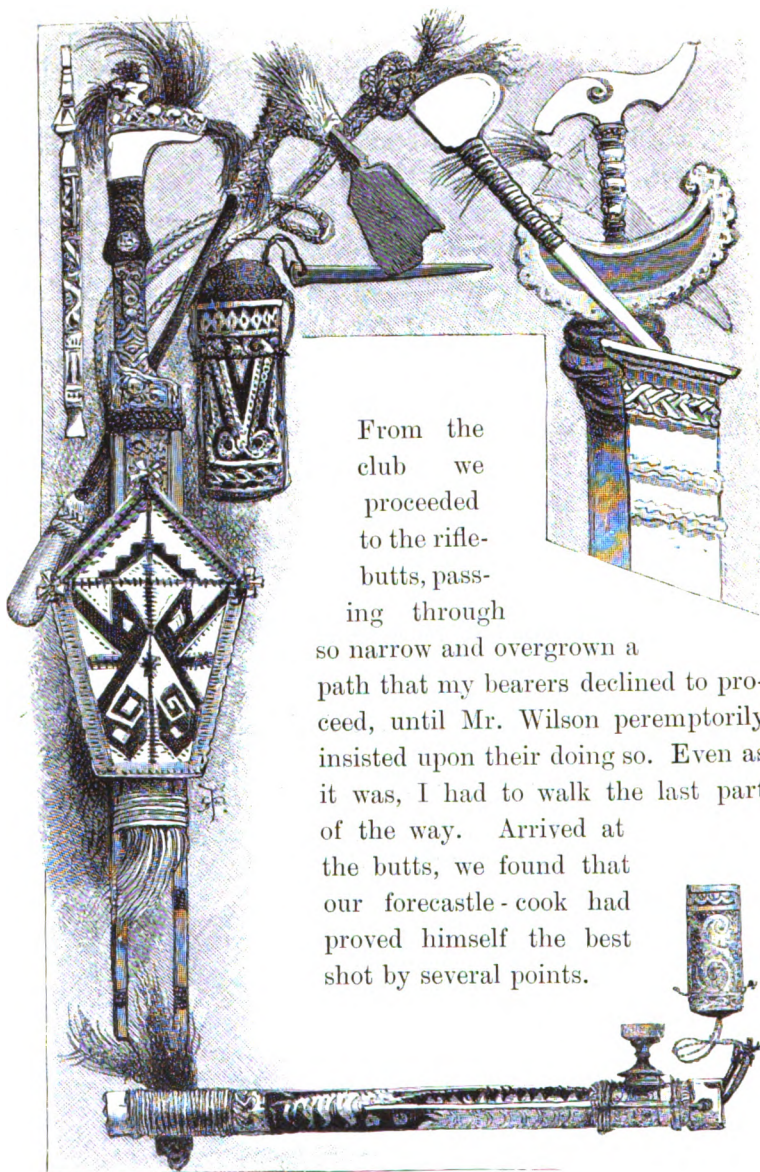 From the
club we
proceeded
to the rifle-
butts, pass-
ing through
so narrow and overgrown a
path that my bearers declined to pro-
ceed, until Mr. Wilson peremptorily
insisted upon their doing so. Even as
it was, I had to walk the last part
of the way. Arrived at
the butts, we found that
our forecastle-cook had
proved himself the best
shot by several points.